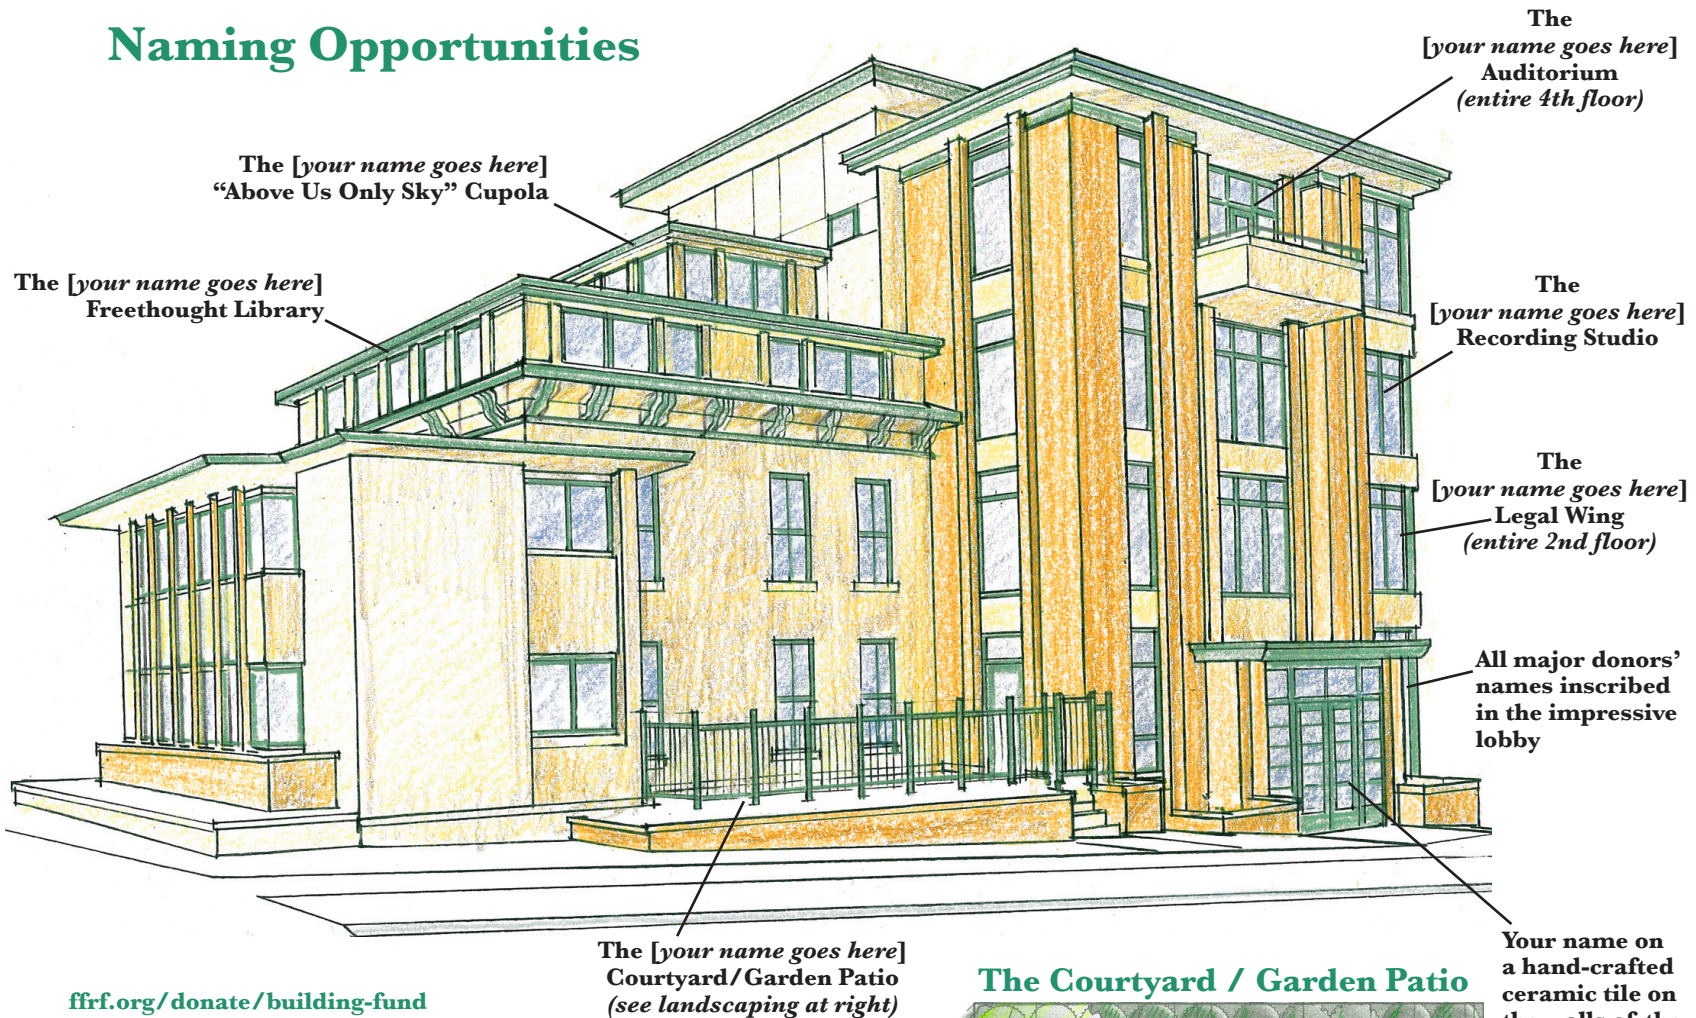 Naming Opportunities
The
[your name goes here]
Auditorium
(entire 4th floor)
The [your name goes here]
“Above Us Only Sky” Cupola
The [your name goes here]
Freethought Library
The
[your name goes here]
Recording Studio
The
[your name goes here]
Legal Wing
(entire 2nd floor)
All major donors’
names inscribed
in the impressive
lobby
The [your name goes here]
Courtyard/Garden Patio
(see landscaping at right)
ffrf.org/donate/building-fund
The Courtyard / Garden Patio
Your name on
a hand-crafted
ceramic tile on
the walls of the